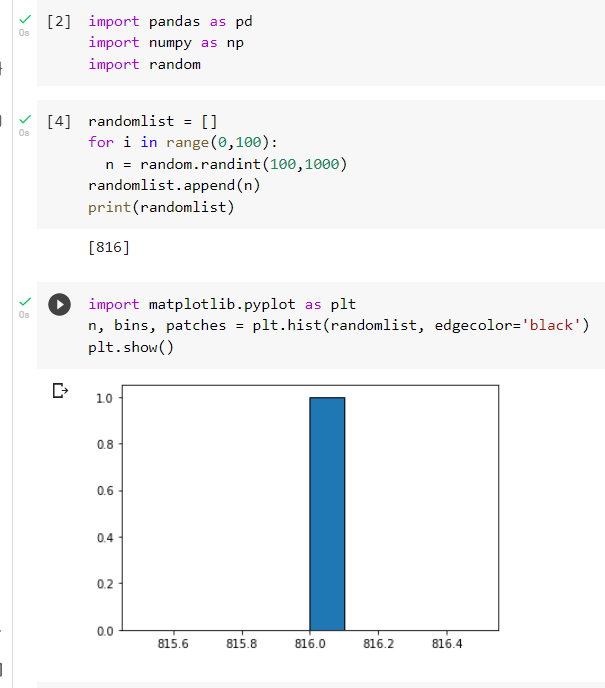 [2] import pandas as pd
import numpy as np
import random
0s
[4] randomlist = []
for i in range(0,100):
  n = random.randint(100,1000)
randomlist.append(n)
print(randomlist)
0s
[816]
import matplotlib.pyplot as plt
n, bins, patches = plt.hist(randomlist, edgecolor='black')
plt.show()
0s
1.0
0.8
0.6
0.4
0.2
0.0
815.6 815.8 816.0 816.2 816.4